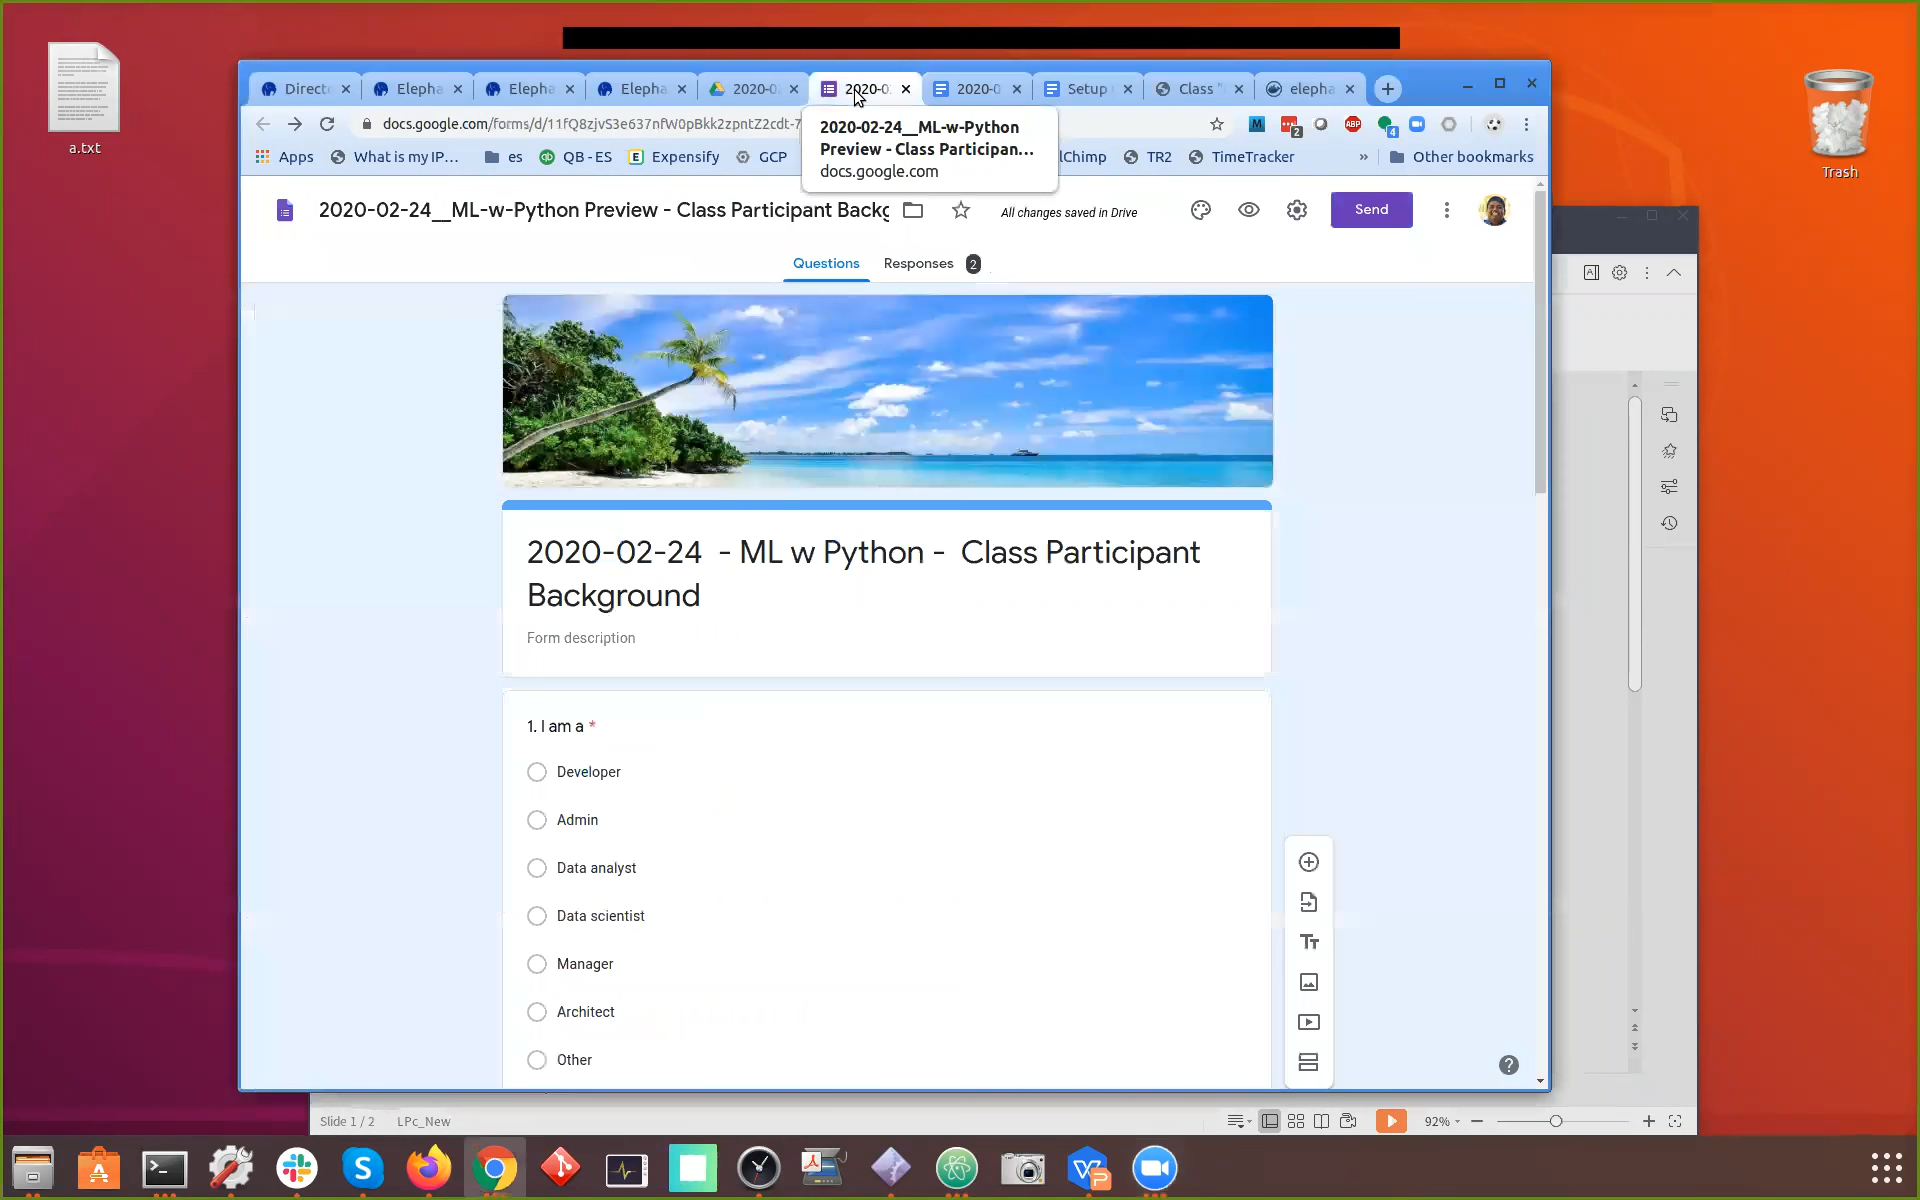 a.txt
Trash
Directo
Elepha
Elepha
Elepha
2020-0
2020-0
2020-0
Setup
Class "
elepha
docs.google.com/forms/d/11fQ8zjvS3e637nfW0pBkk2zpntZ2cdt-7
2
ABP
4
Apps
What is my IP...
es
QB - ES
Expensify
GCP
lChimp
TR2
TimeTracker
»
Other bookmarks
2020-02-24__ML-w-Python
Preview - Class Participan...
docs.google.com
2020-02-24__ML-w-Python Preview - Class Participant Backg
All changes saved in Drive
Send
Questions
Responses 2
2020-02-24 - ML w Python - Class Participant
Background
Form description
1. I am a *
Developer
Admin
Data analyst
Data scientist
Manager
Architect
Other
Slide 1 / 2
LPc_New
92%